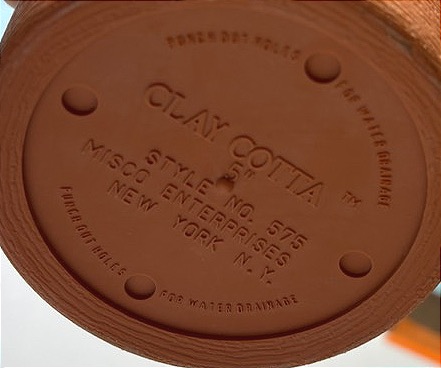 PUNCH OUT HOLES
FOR WATER DRAINAGE
CLAY COTTA ™
5"
STYLE NO. 575
MISCO ENTERPRISES
NEW YORK N.Y.
PUNCH OUT HOLES
FOR WATER DRAINAGE